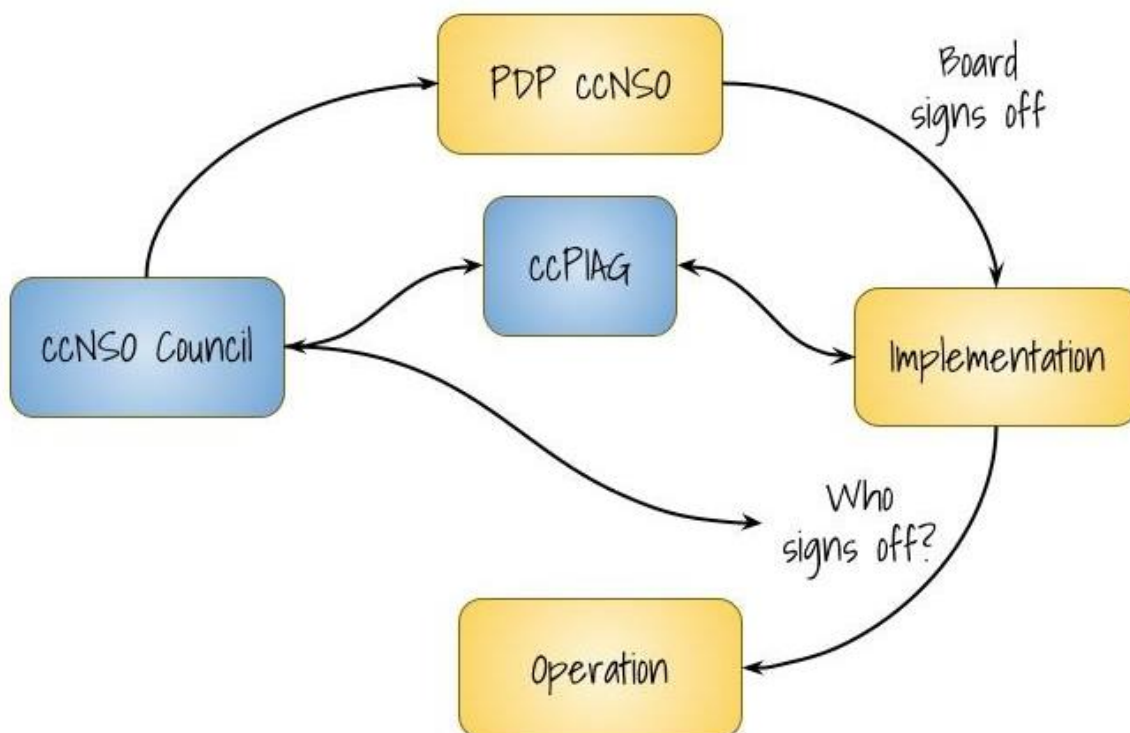 PDP ccNSO
Board
signs off
ccPIAG
ccNSO Council
Implementation
Who
signs off?
Operation